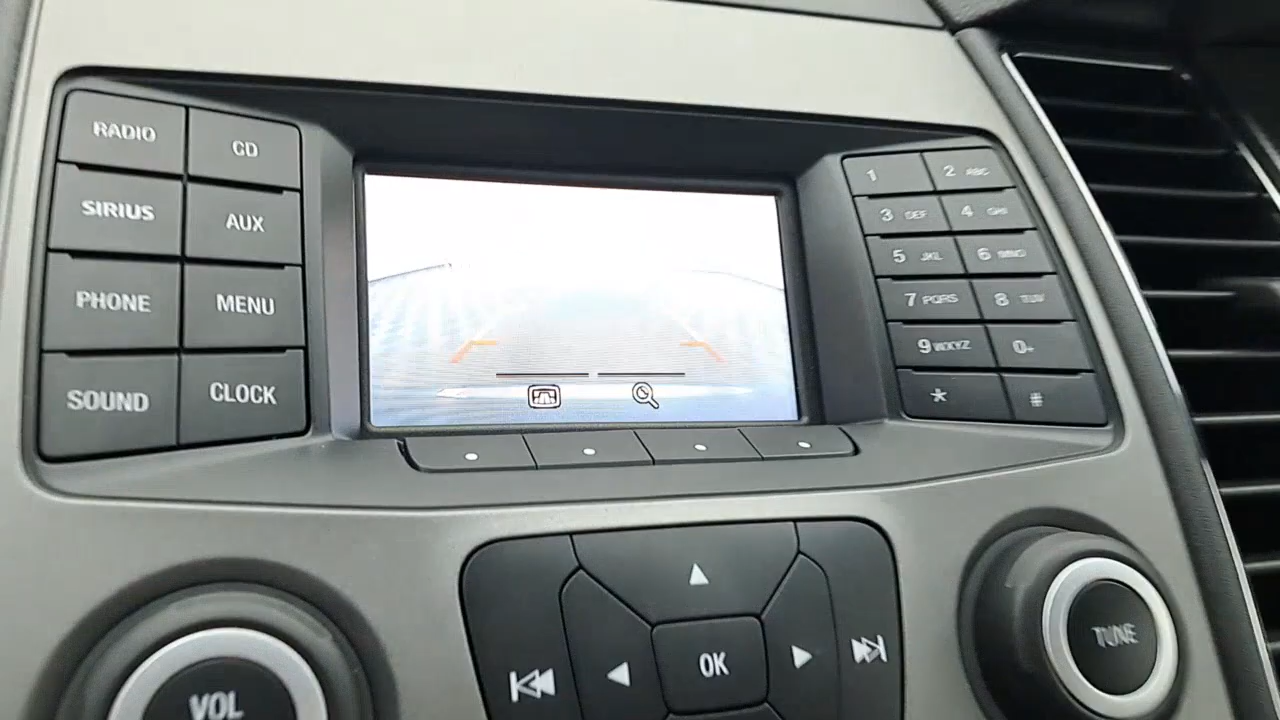 RADIO
CD
SIRIUS
AUX
PHONE
MENU
SOUND
CLOCK
1
2 ABC
3 DEF
4 GHI
5 JKL
6 MNO
7 PQRS
8 TUV
9 WXYZ
0+
*
#
OK
VOL
TUNE